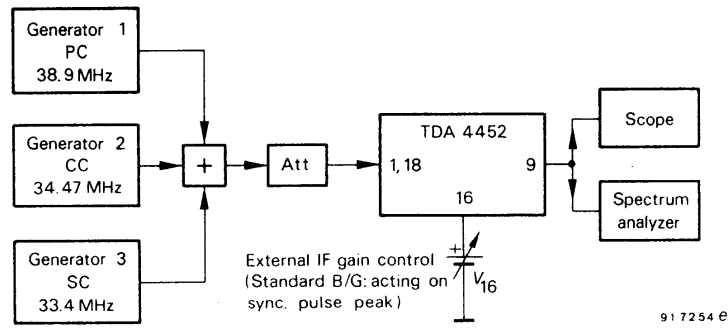 Generator 1
PC
38.9 MHz
Generator 2
CC
34.47 MHz
Generator 3
SC
33.4 MHz
+
Att
TDA 4452
1,18
9
16
Scope
Spectrum
analyzer
External IF gain control
(Standard B/G: acting on
sync. pulse peak)
+
V16
917254 e